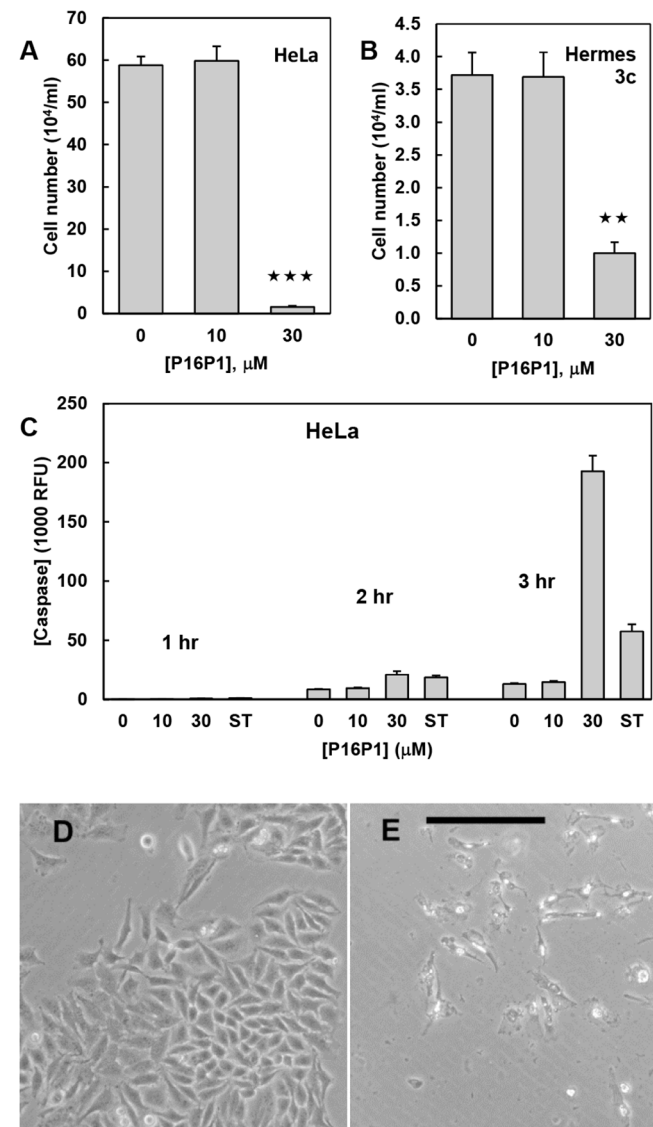 A
HeLa
Cell number (10⁴/ml)
70
60
50
40
30
20
10
0
0 10 30
★★★
[P16P1], μM
B
Hermes
3c
Cell number (10⁴/ml)
4.5
4.0
3.5
3.0
2.5
2.0
1.5
1.0
0.5
0.0
0 10 30
★★
[P16P1], μM
C
HeLa
[Caspase] (1000 RFU)
250
200
150
100
50
0
1 hr
2 hr
3 hr
0 10 30 ST 0 10 30 ST 0 10 30 ST
[P16P1] (μM)
D
E